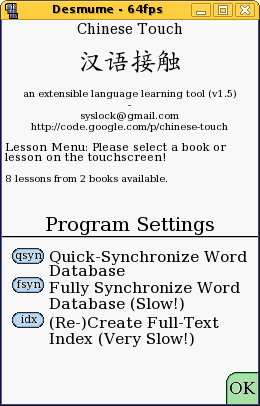 Desmume - 64fps
Chinese Touch
汉语接触
an extensible language learning tool (v1.5)
-
syslock@gmail.com
http://code.google.com/p/chinese-touch
Lesson Menu: Please select a book or
lesson on the touchscreen!
8 lessons from 2 books available.
Program Settings
qsyn Quick-Synchronize Word
Database
fsyn Fully Synchronize Word
Database (Slow!)
idx (Re-)Create Full-Text
Index (Very Slow!)
OK